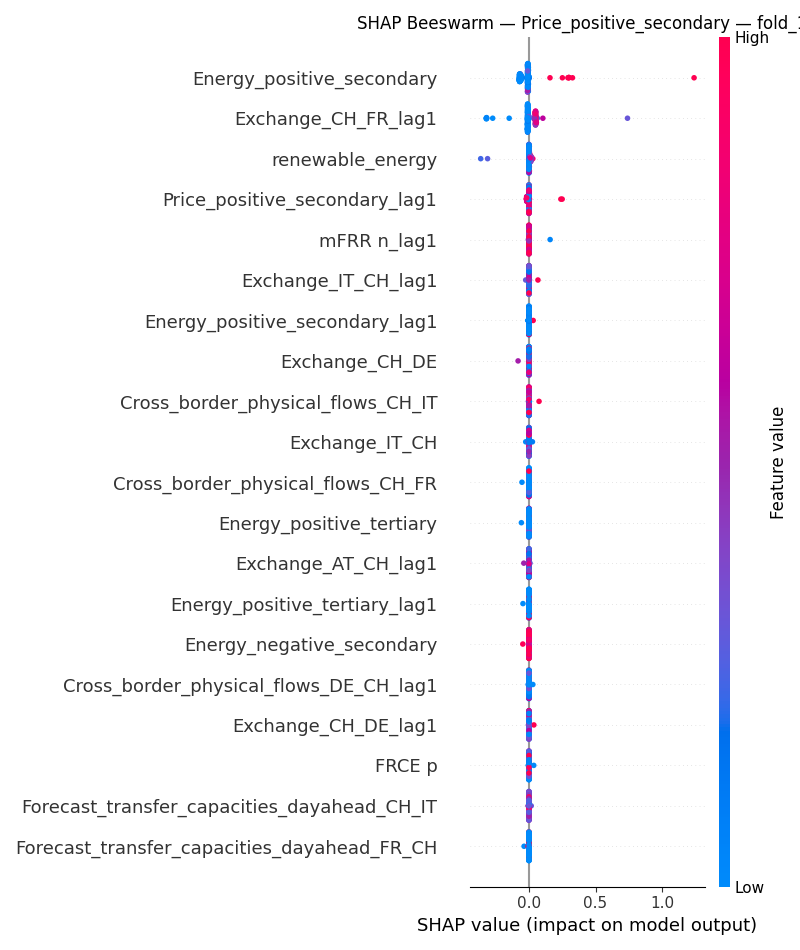 SHAP Beeswarm — Price_positive_secondary — fold_1
High
Energy_positive_secondary
Exchange_CH_FR_lag1
renewable_energy
Price_positive_secondary_lag1
mFRR n_lag1
Exchange_IT_CH_lag1
Energy_positive_secondary_lag1
Exchange_CH_DE
Cross_border_physical_flows_CH_IT
Exchange_IT_CH
Cross_border_physical_flows_CH_FR
Energy_positive_tertiary
Exchange_AT_CH_lag1
Energy_positive_tertiary_lag1
Energy_negative_secondary
Cross_border_physical_flows_DE_CH_lag1
Exchange_CH_DE_lag1
FRCE p
Forecast_transfer_capacities_dayahead_CH_IT
Forecast_transfer_capacities_dayahead_FR_CH
Feature value
Low
0.0 0.5 1.0
SHAP value (impact on model output)